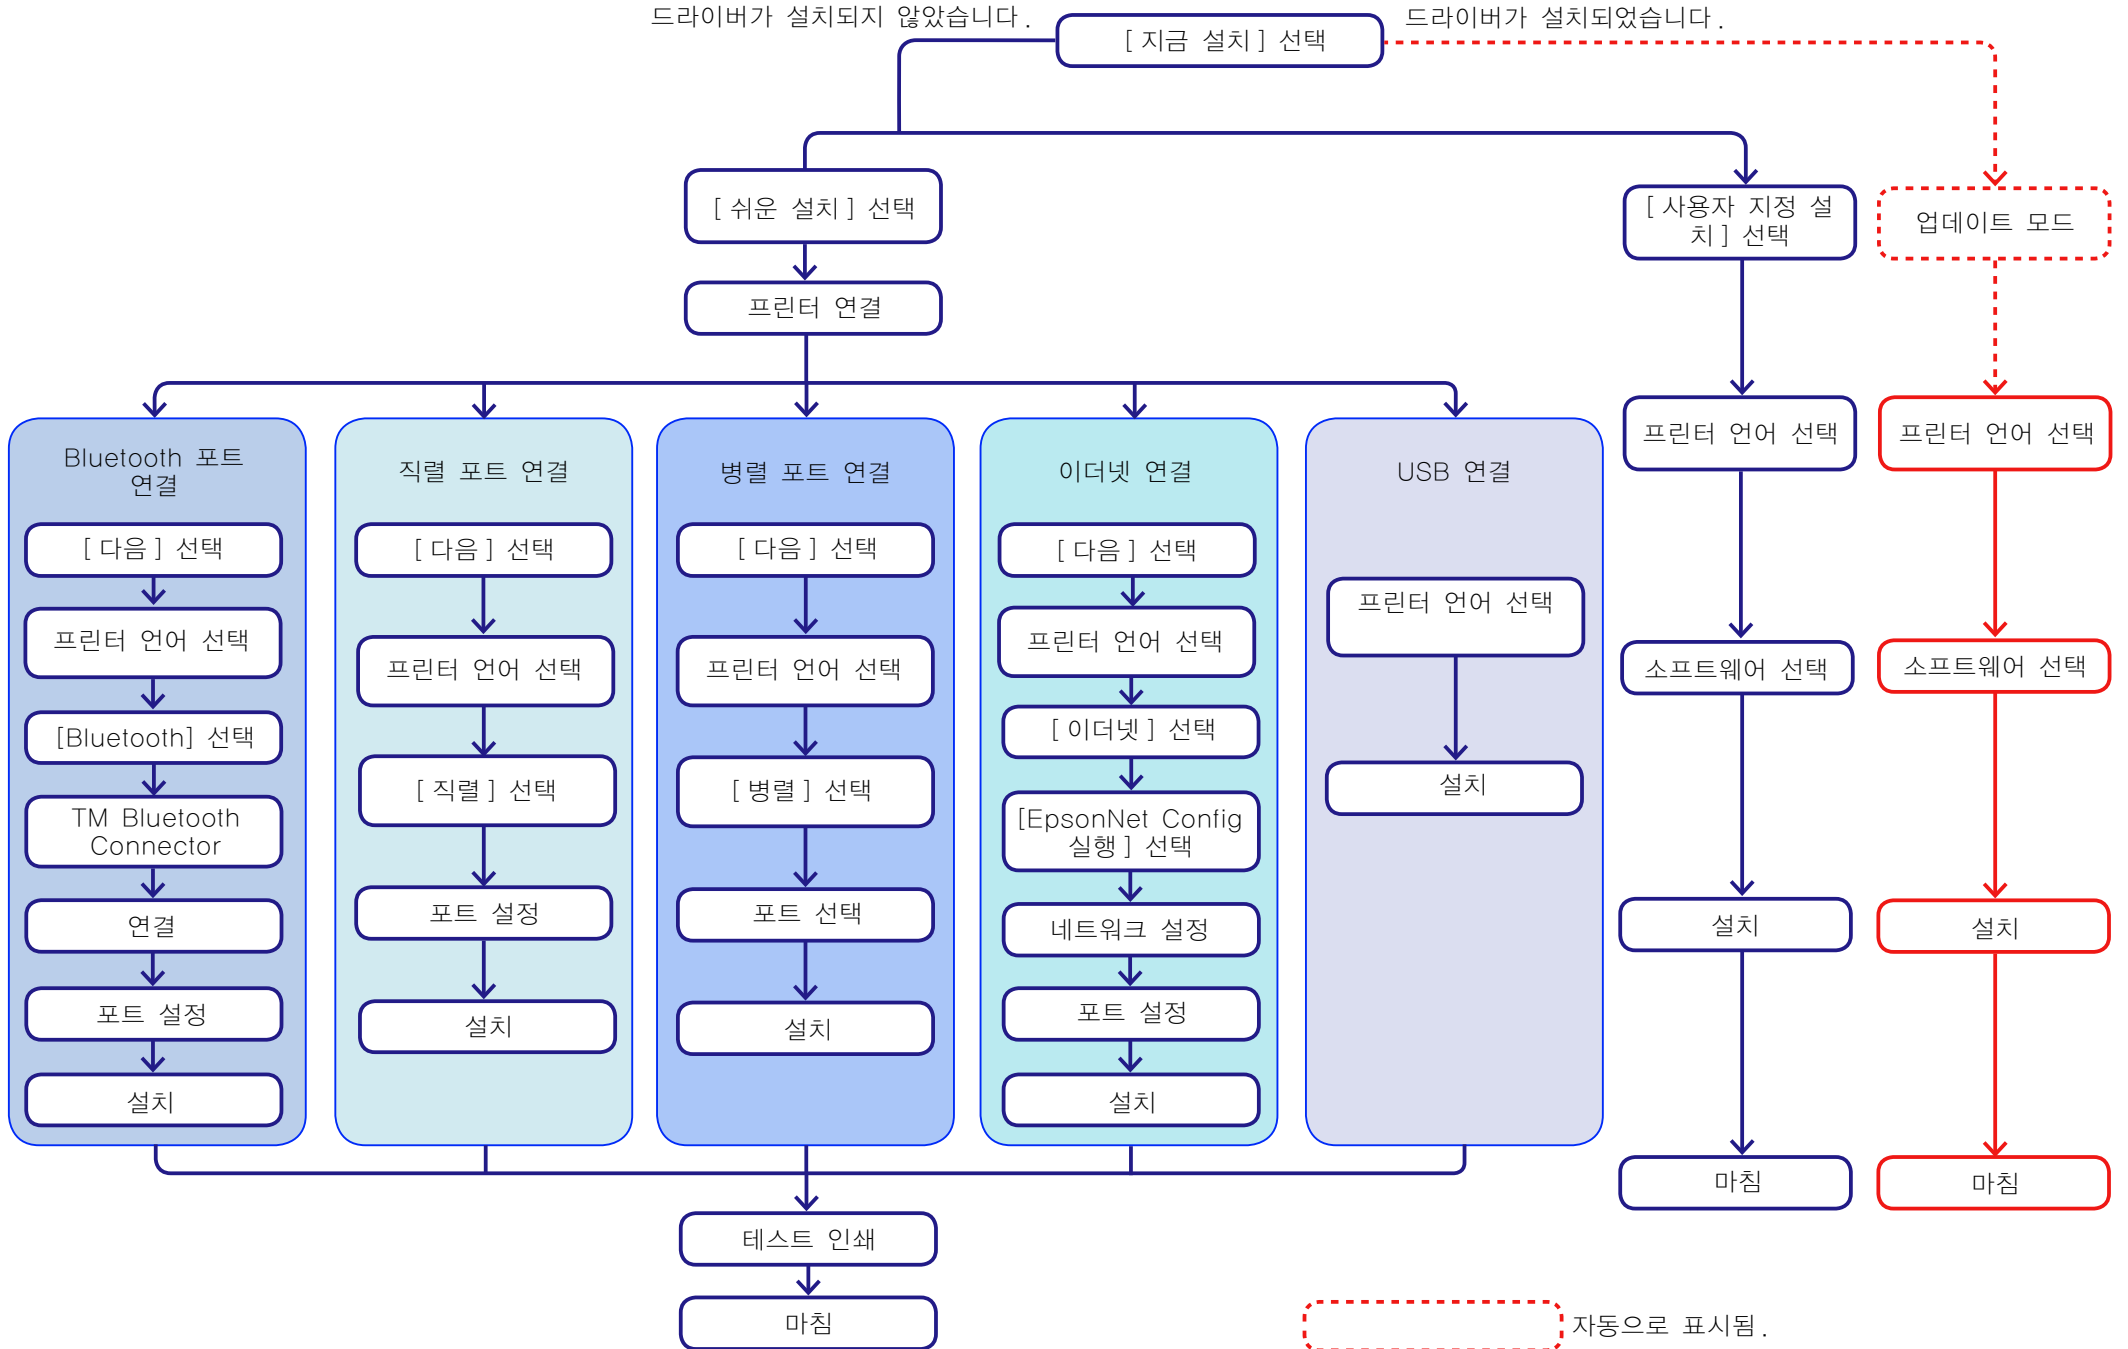 드라이버가 설치되지 않았습니다.
[지금 설치] 선택
드라이버가 설치되었습니다.
[쉬운 설치] 선택
[사용자 지정 설
치] 선택
업데이트 모드
프린터 연결
Bluetooth 포트
연결
[다음] 선택
프린터 언어 선택
[Bluetooth] 선택
TM Bluetooth
Connector
연결
포트 설정
설치
직렬 포트 연결
[다음] 선택
프린터 언어 선택
[직렬] 선택
포트 설정
설치
병렬 포트 연결
[다음] 선택
프린터 언어 선택
[병렬] 선택
포트 선택
설치
이더넷 연결
[다음] 선택
프린터 언어 선택
[이더넷] 선택
[EpsonNet Config
실행] 선택
네트워크 설정
포트 설정
설치
USB 연결
프린터 언어 선택
설치
프린터 언어 선택
소프트웨어 선택
설치
마침
프린터 언어 선택
소프트웨어 선택
설치
마침
테스트 인쇄
마침
자동으로 표시됨.